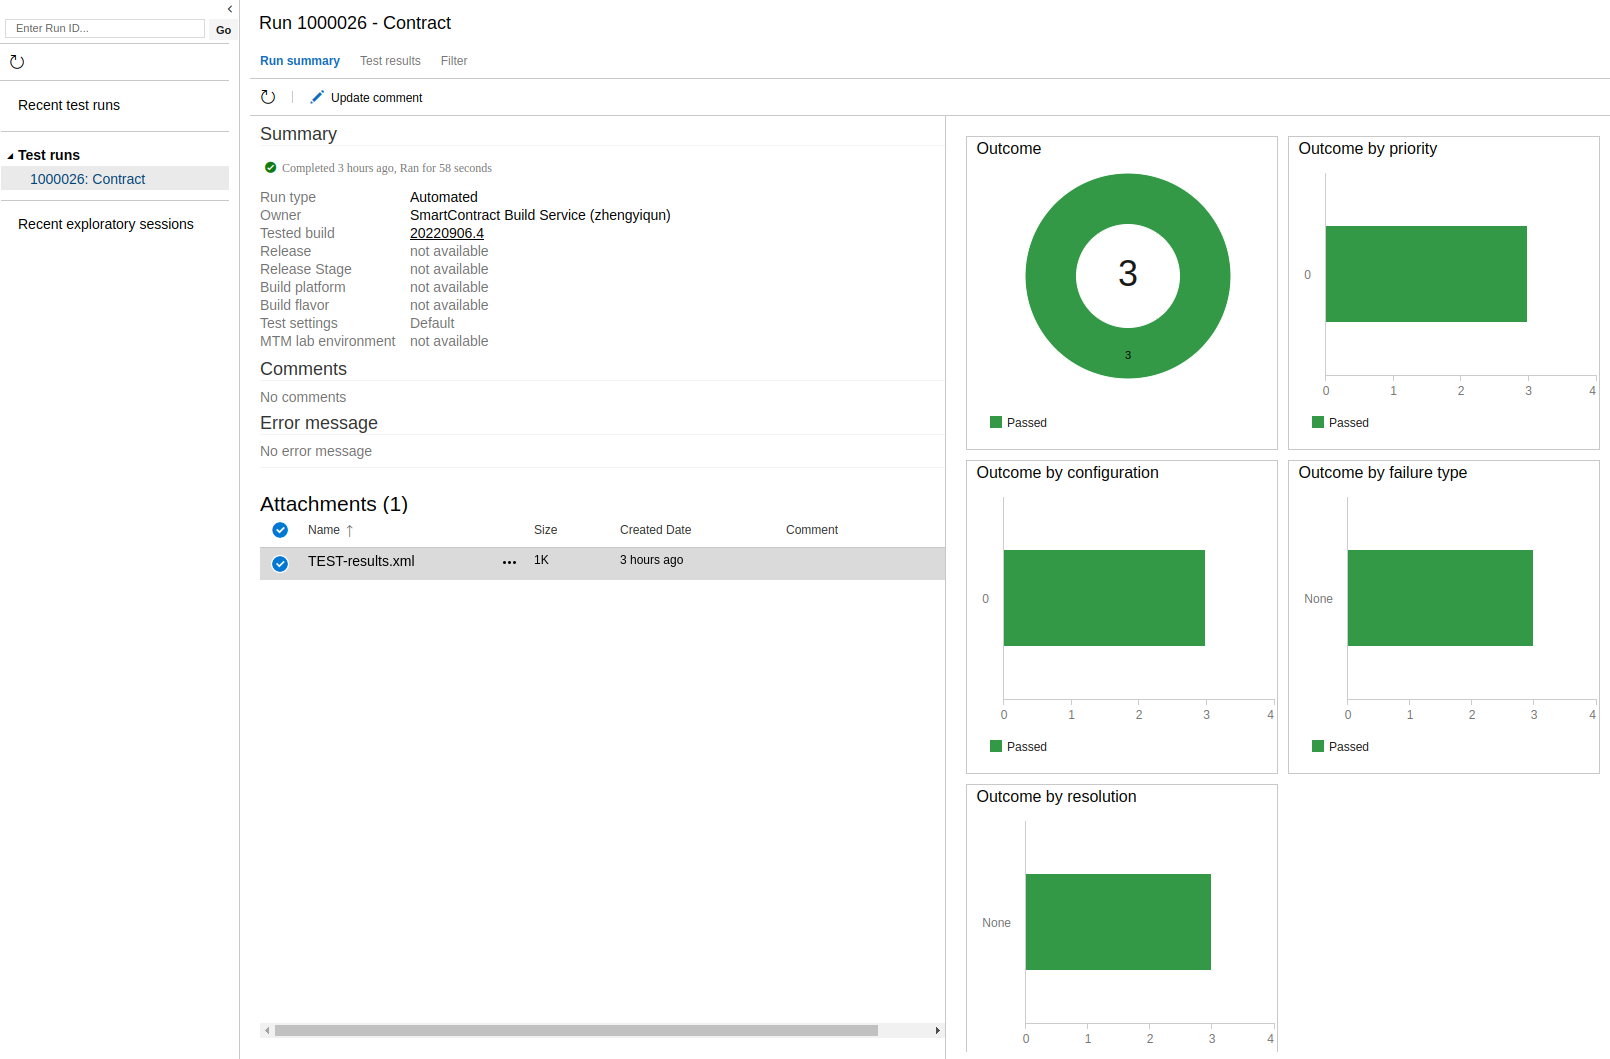 Enter Run ID...
Go
Recent test runs
Test runs
1000026: Contract
Recent exploratory sessions
Run 1000026 - Contract
Run summary Test results Filter
Update comment
Summary
Completed 3 hours ago, Ran for 58 seconds
Run type Automated
Owner SmartContract Build Service (zhengyiqun)
Tested build 20220906.4
Release not available
Release Stage not available
Build platform not available
Build flavor not available
Test settings Default
MTM lab environment not available
Comments
No comments
Error message
No error message
Attachments (1)
Name ↑ Size Created Date Comment
TEST-results.xml ... 1K 3 hours ago
Outcome
3
3
Passed
Outcome by priority
0
0 1 2 3 4
Passed
Outcome by configuration
0
0 1 2 3 4
Passed
Outcome by failure type
None
0 1 2 3 4
Passed
Outcome by resolution
None
0 1 2 3 4